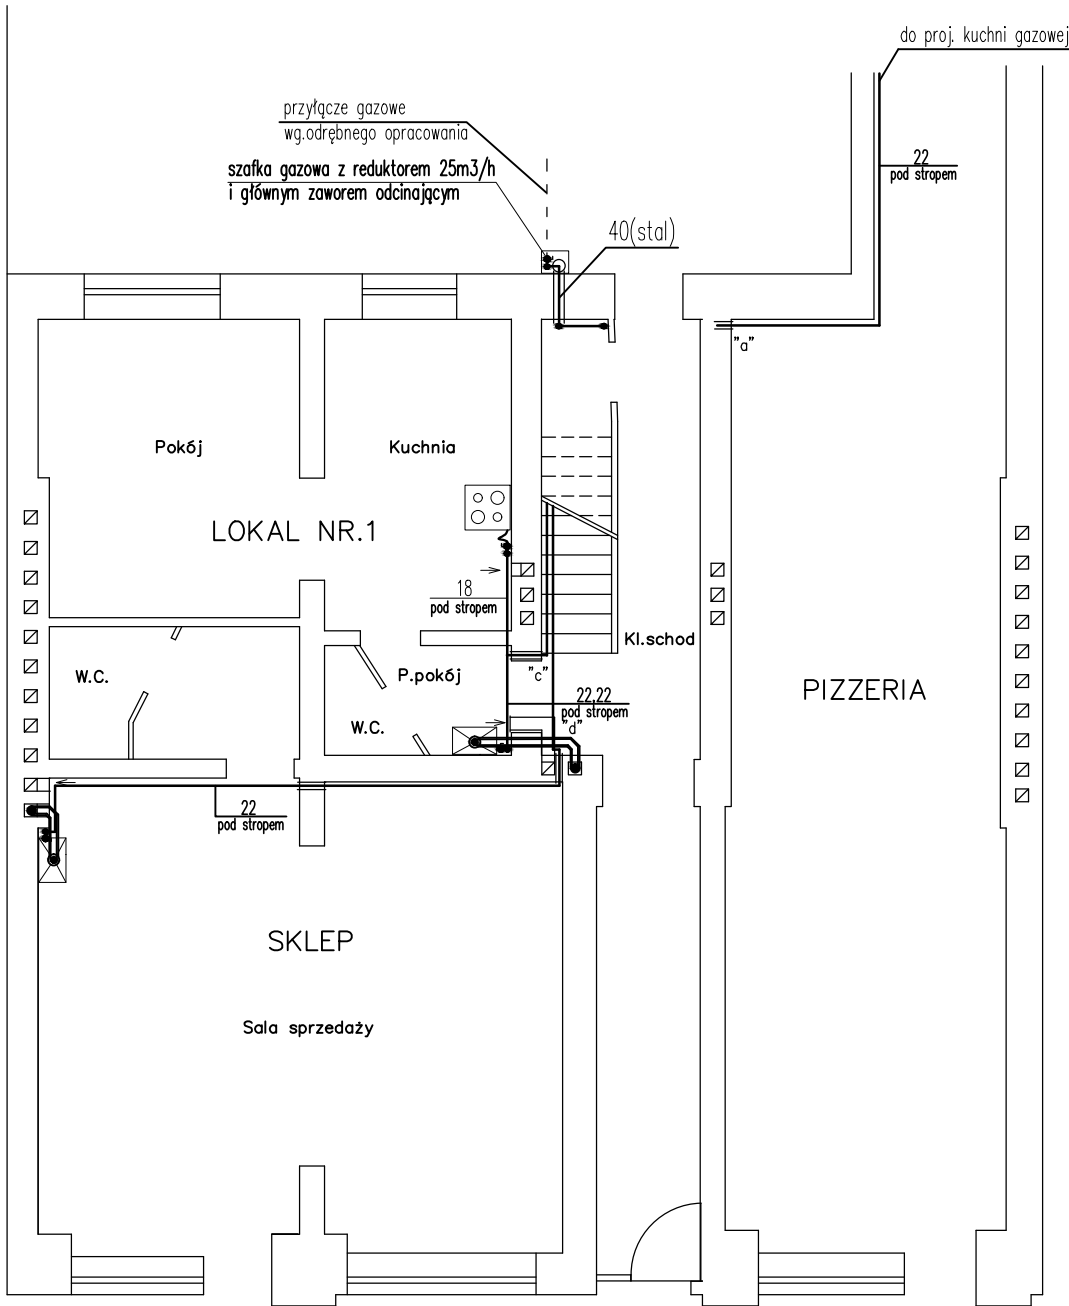 do proj. kuchni gazowej
przyłącze gazowe
wg.odrębnego opracowania
szafka gazowa z reduktorem 25m3/h
i głównym zaworem odcinającym
22
pod stropem
40(stal)
"a"
Pokój
Kuchnia
LOKAL NR.1
18
pod stropem
Kl.schod
W.C.
P.pokój
"c"
PIZZERIA
22,22
pod stropem
W.C.
"d"
22
pod stropem
SKLEP
Sala sprzedaży